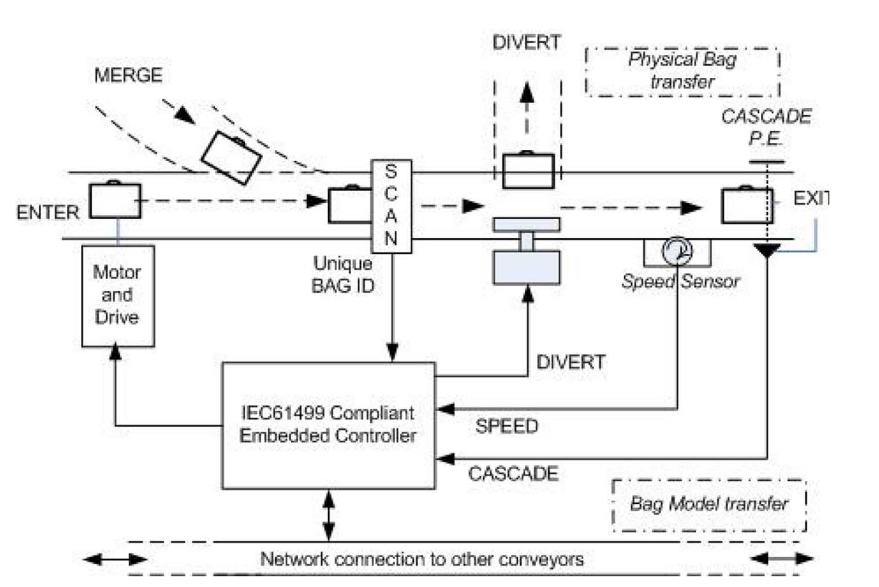 DIVERT
Physical Bag
transfer
MERGE
CASCADE
P.E.
SCAN
ENTER
EXIT
Motor
and
Drive
Unique
BAG ID
Speed Sensor
DIVERT
IEC61499 Compliant
Embedded Controller
SPEED
CASCADE
Bag Model transfer
Network connection to other conveyors